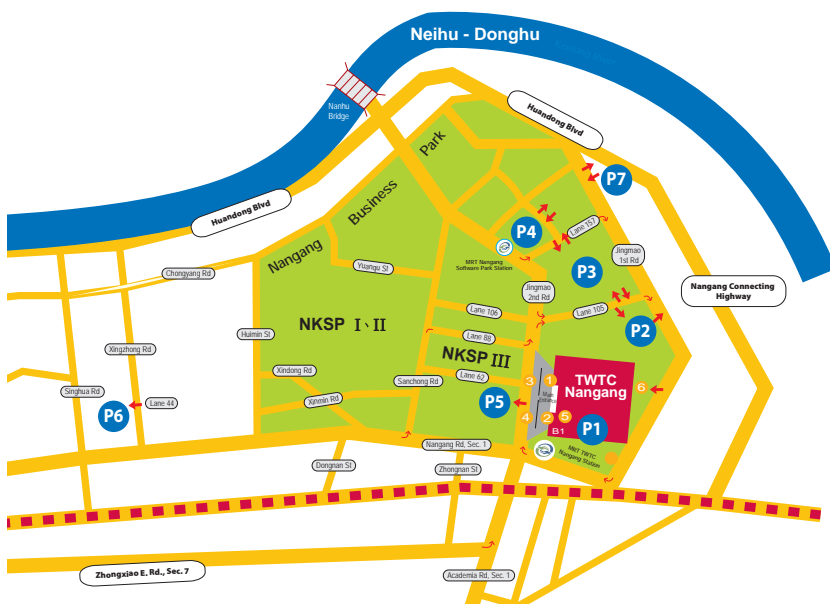 Neihu - Donghu
Nanhu
Bridge
Huandong Blvd
Huandong Blvd
Park
Business
Nangang
P7
P4
Lane 157
MRT Nangang
Software Park Station
P3
Jingmao
1st Rd
Nangang Connecting
Highway
Chongyang Rd
Yuangu St
Jingmao
2nd Rd
Lane 106
Lane 105
P2
NKSP I、II
Huimin St
Lane 88
Xingzhong Rd
NKSP III
Xindong Rd
Sanchong Rd
Lane 62
3
1
TWTC
Nangang
6
Singhua Rd
Lane 44
P6
Xinmin Rd
P5
4
2
5
P1
B1
Nangang Rd, Sec. 1
MRT TWTC
Nangang Station
Dongnan St
Zhongnan St
Zhongxiao E. Rd., Sec. 7
Academia Rd, Sec. 1